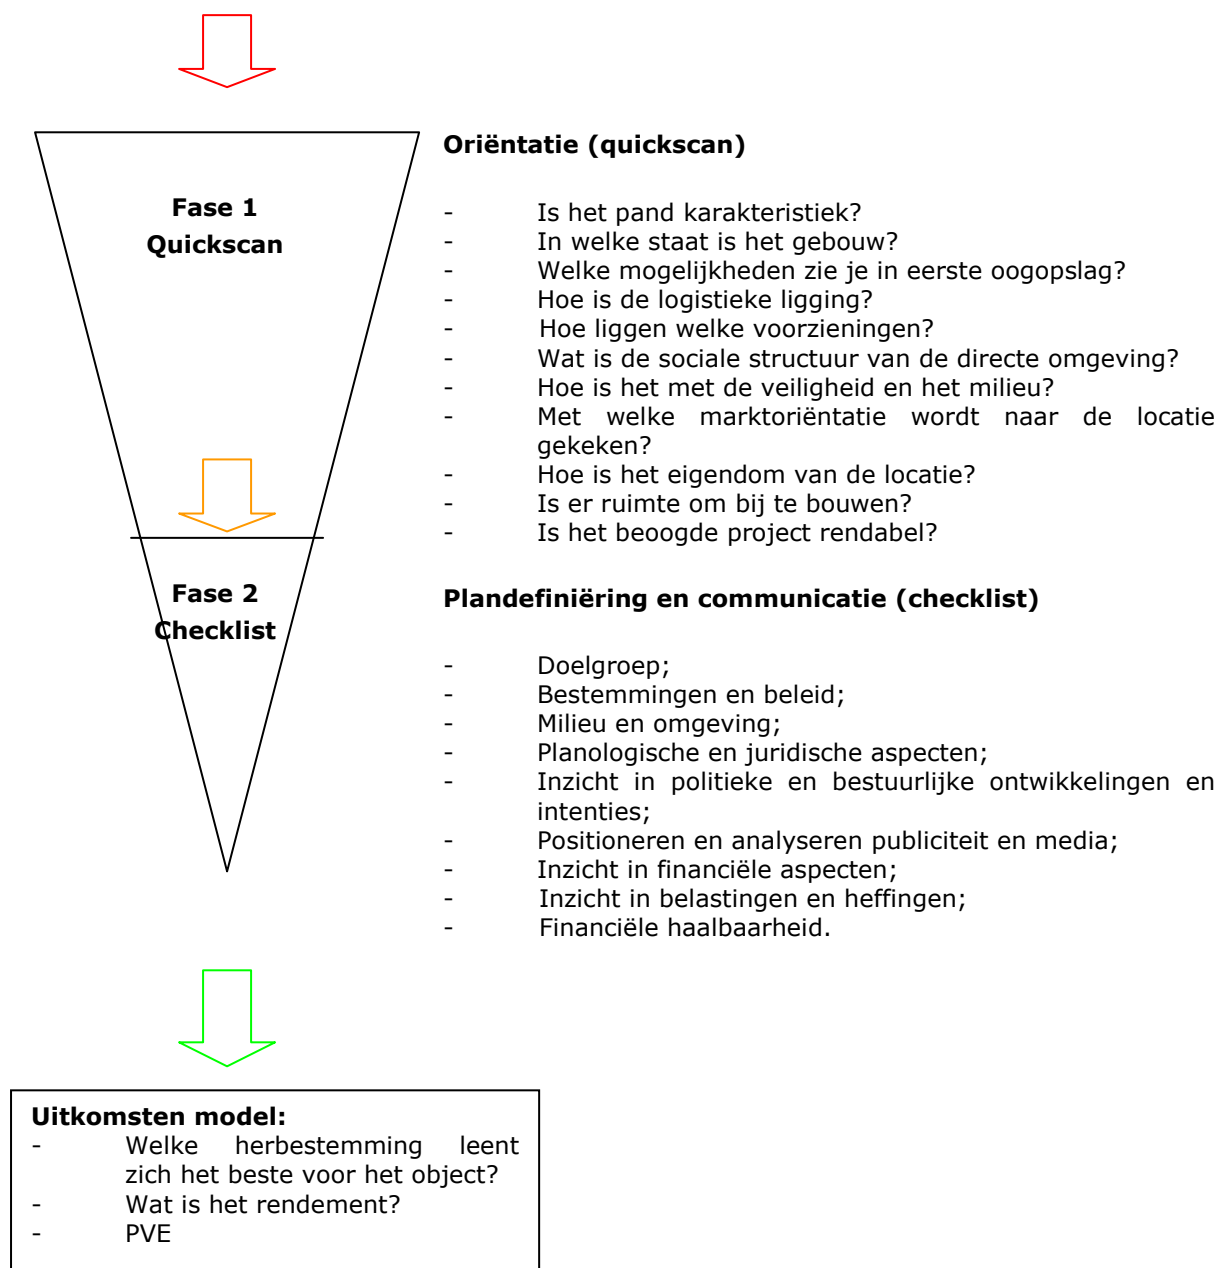 Oriëntatie (quickscan)
Fase 1
Quickscan
- Is het pand karakteristiek?
- In welke staat is het gebouw?
- Welke mogelijkheden zie je in eerste oogopslag?
- Hoe is de logistieke ligging?
- Hoe liggen welke voorzieningen?
- Wat is de sociale structuur van de directe omgeving?
- Hoe is het met de veiligheid en het milieu?
- Met welke marktoriëntatie wordt naar de locatie
gekeken?
- Hoe is het eigendom van de locatie?
- Is er ruimte om bij te bouwen?
- Is het beoogde project rendabel?
Fase 2
Checklist
Plandefiniëring en communicatie (checklist)
- Doelgroep;
- Bestemmingen en beleid;
- Milieu en omgeving;
- Planologische en juridische aspecten;
- Inzicht in politieke en bestuurlijke ontwikkelingen en
intenties;
- Positioneren en analyseren publiciteit en media;
- Inzicht in financiële aspecten;
- Inzicht in belastingen en heffingen;
- Financiële haalbaarheid.
Uitkomsten model:
- Welke herbestemming leent
zich het beste voor het object?
- Wat is het rendement?
- PVE